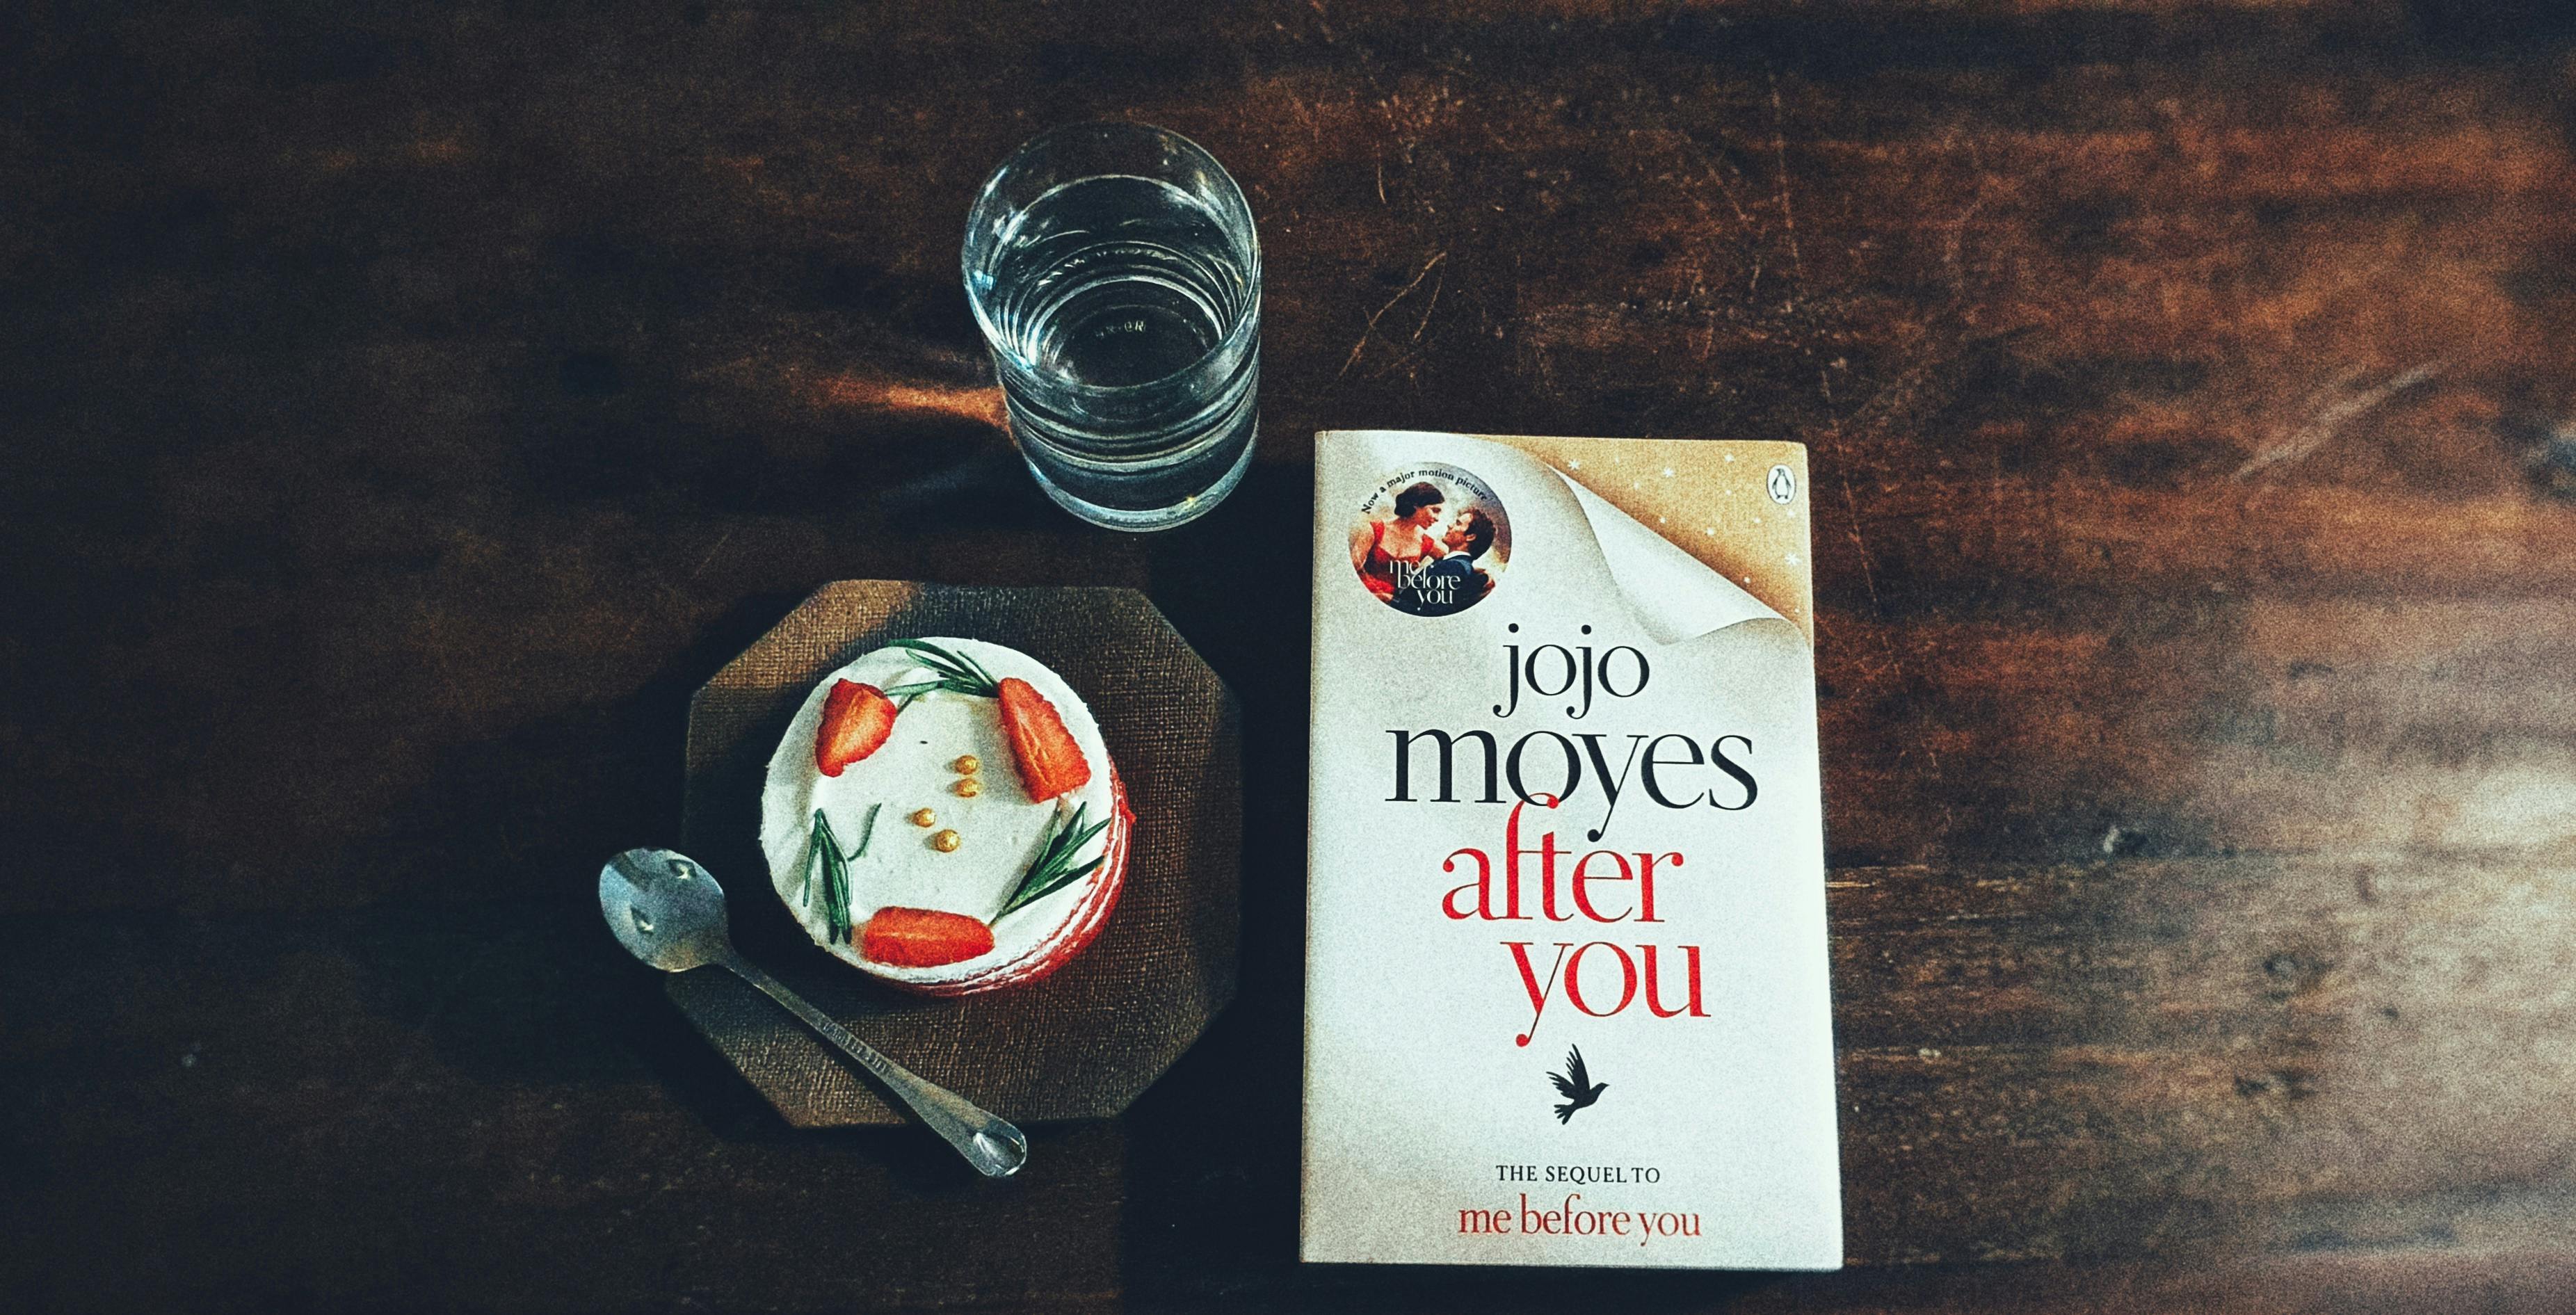 Now a major motion picture
me
before
you
jojo
moyes
after
you
THE SEQUEL TO
me before you